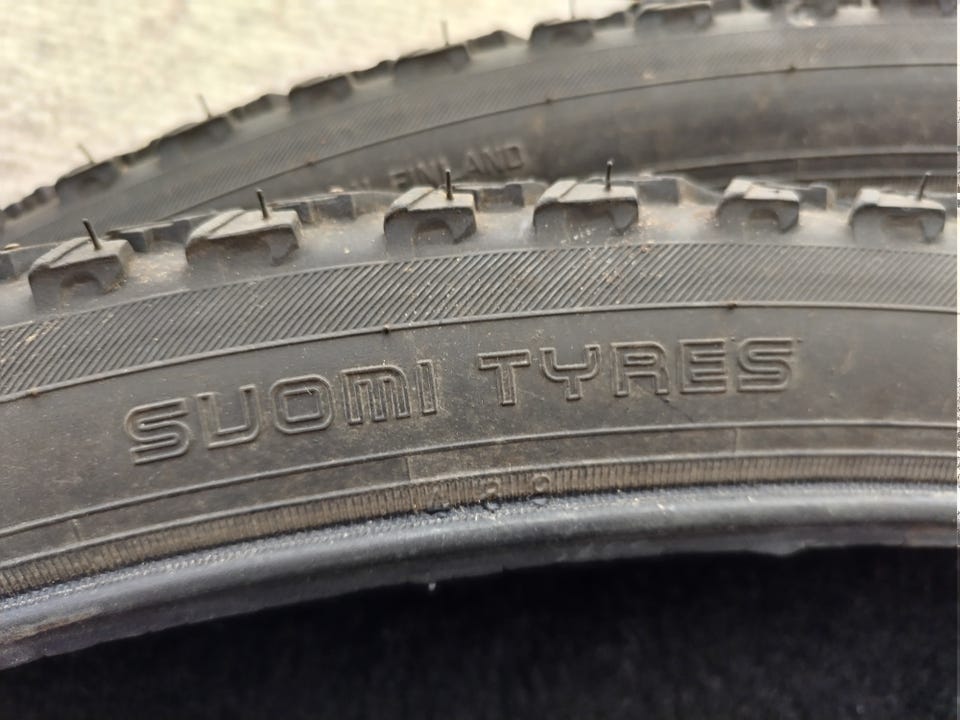 FINLAND
SUOMI TYRES